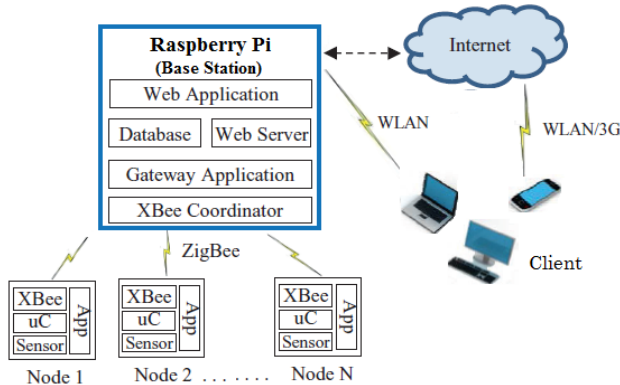 Raspberry Pi
(Base Station)
Web Application
Database
Web Server
Gateway Application
XBee Coordinator
Internet
WLAN
WLAN/3G
Client
ZigBee
XBee
uC
Sensor
App
Node 1
XBee
uC
Sensor
App
Node 2 . . . . . . .
XBee
uC
Sensor
App
Node N